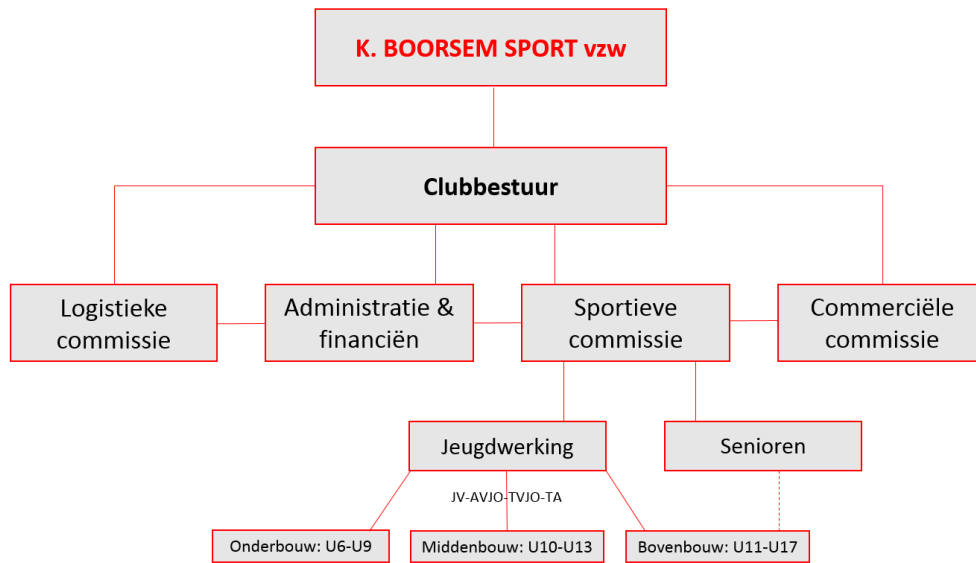 K. BOORSEM SPORT vzw
Clubbestuur
Logistieke
commissie
Administratie &
financiën
Sportieve
commissie
Commerciële
commissie
Jeugdwerking
Senioren
JV-AVJO-TVJO-TA
Onderbouw: U6-U9
Middenbouw: U10-U13
Bovenbouw: U11-U17